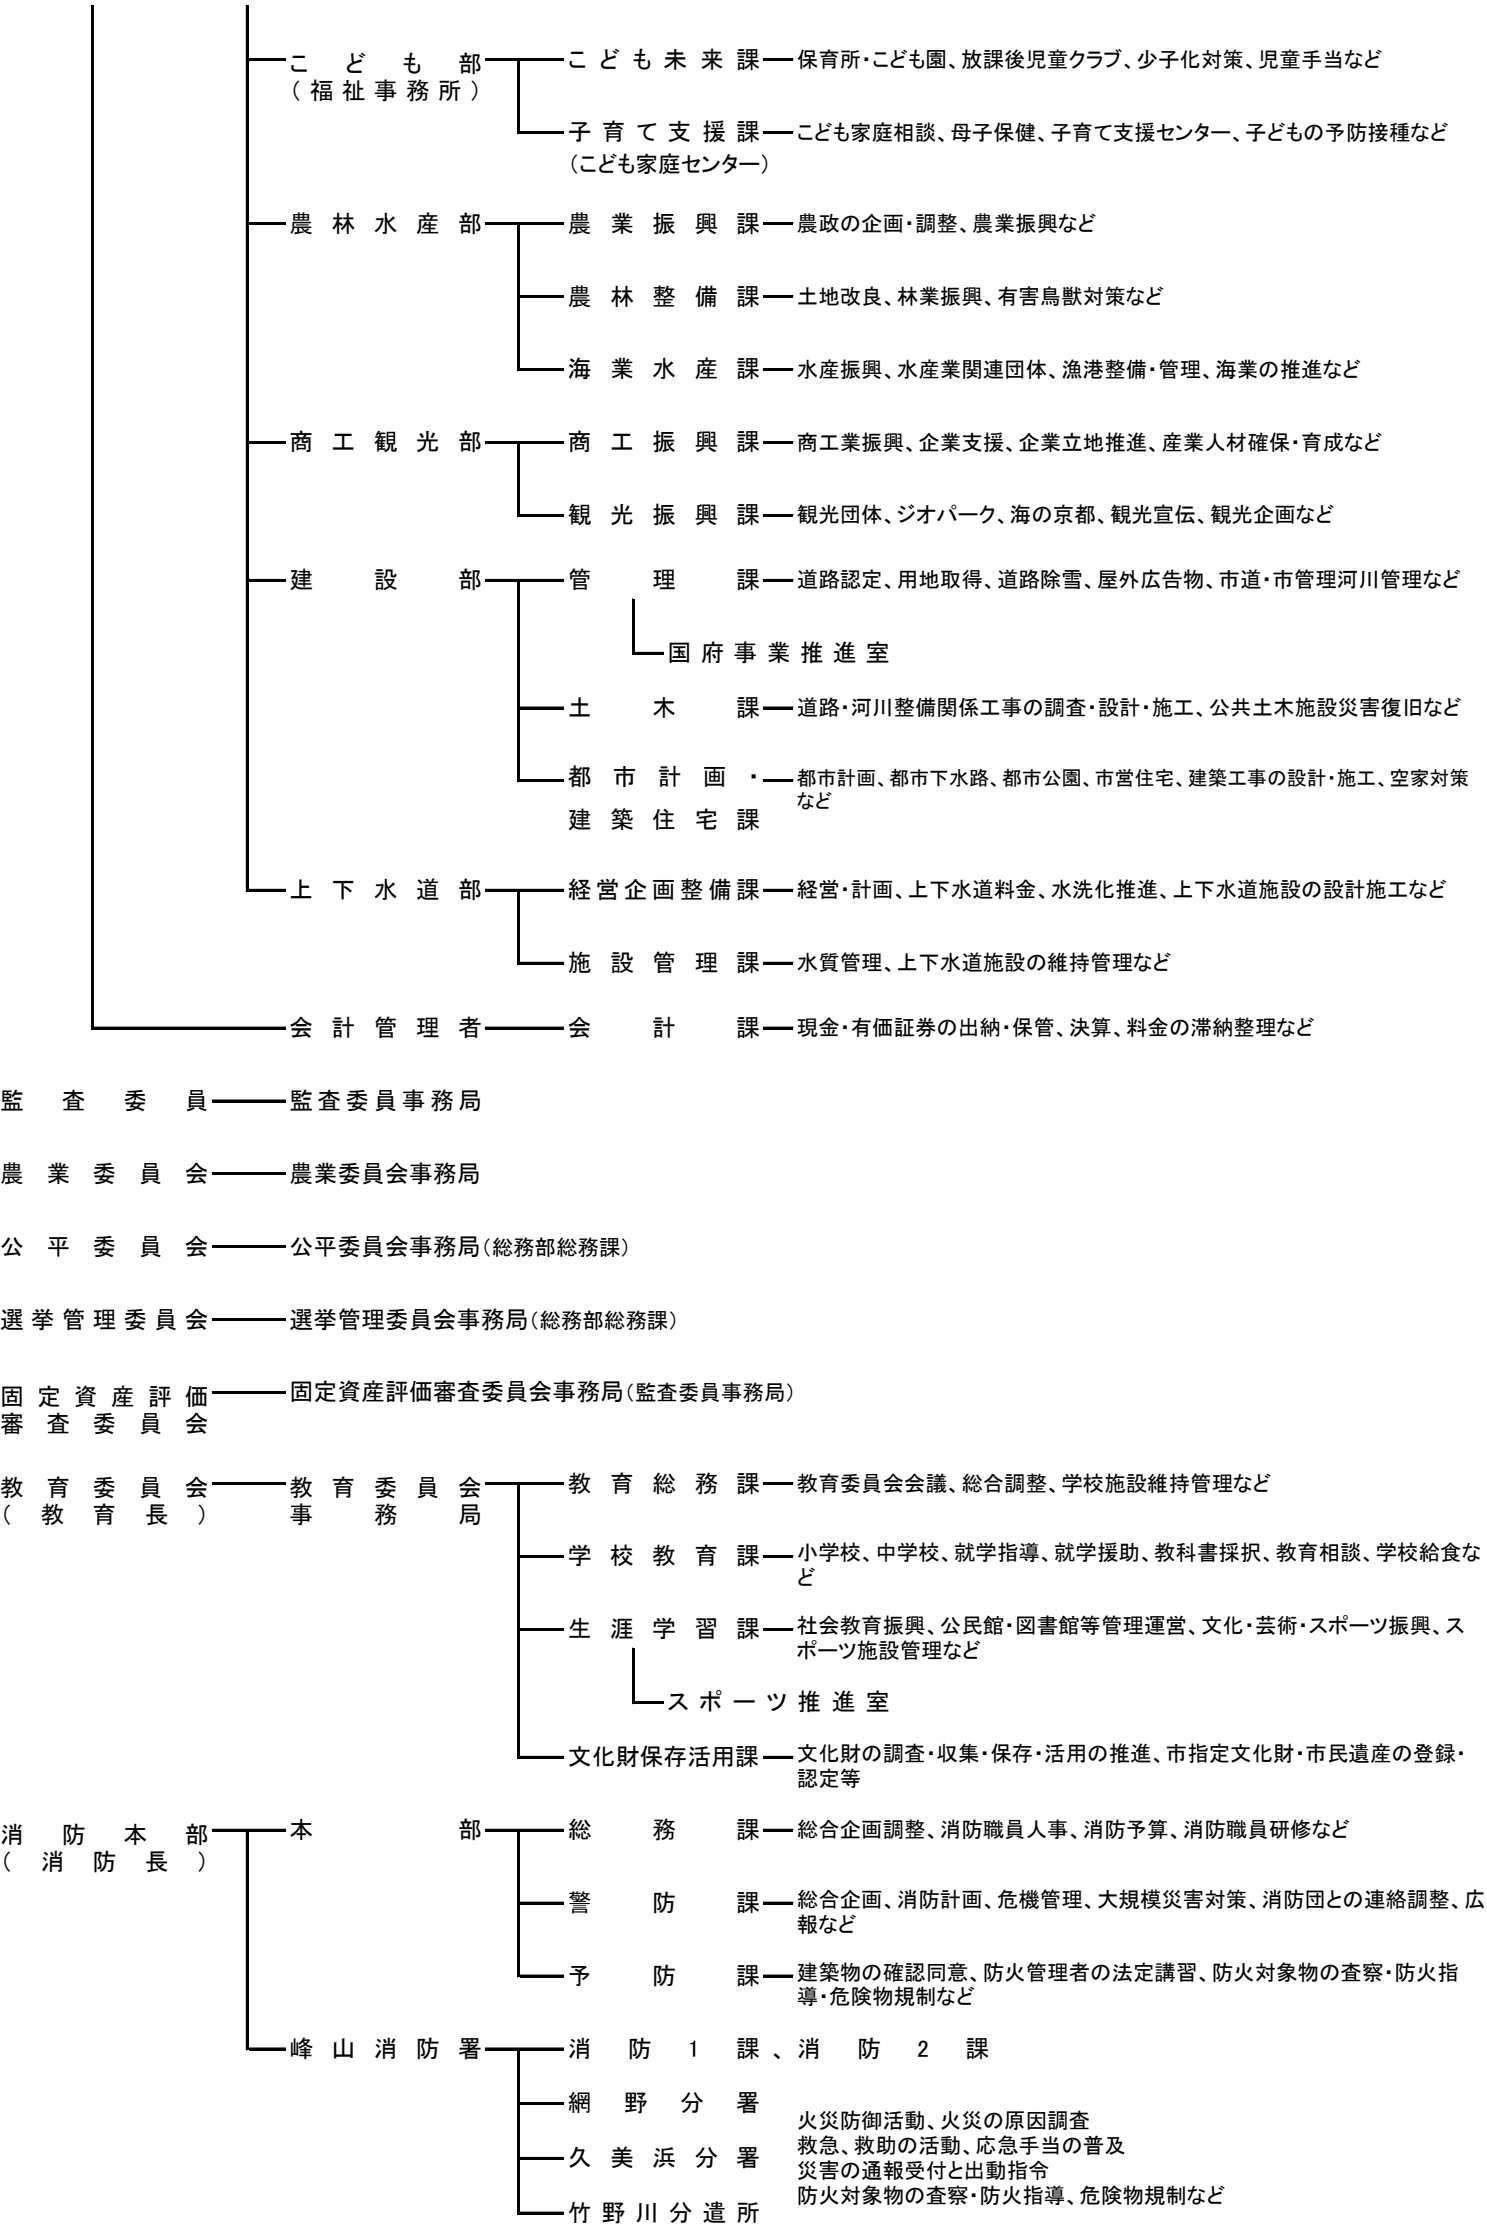 こども部 こども未来課 保育所・こども園、放課後児童クラブ、少子化対策、児童手当など
（福祉事務所）
子育て支援課 こども家庭相談、母子保健、子育て支援センター、子どもの予防接種など
（こども家庭センター）
農林水産部 農業振興課 農政の企画・調整、農業振興など
農林整備課 土地改良、林業振興、有害鳥獣対策など
海業水産課 水産振興、水産業関連団体、漁港整備・管理、海業の推進など
商工観光部 商工振興課 商工業振興、企業支援、企業立地推進、産業人材確保・育成など
観光振興課 観光団体、ジオパーク、海の京都、観光宣伝、観光企画など
建設部 管理課 道路認定、用地取得、道路除雪、屋外広告物、市道・市管理河川管理など
国府事業推進室
土木課 道路・河川整備関係工事の調査・設計・施工、公共土木施設災害復旧など
都市計画・ 都市計画、都市下水路、都市公園、市営住宅、建築工事の設計・施工、空家対策
など
建築住宅課
上下水道部 経営企画整備課 経営・計画、上下水道料金、水洗化推進、上下水道施設の設計施工など
施設管理課 水質管理、上下水道施設の維持管理など
会計管理者 会計課 現金・有価証券の出納・保管、決算、料金の滞納整理など
監査委員 監査委員事務局
農業委員会 農業委員会事務局
公平委員会 公平委員会事務局（総務部総務課）
選挙管理委員会 選挙管理委員会事務局（総務部総務課）
固定資産評価 固定資産評価審査委員会事務局（監査委員事務局）
審査委員会
教育委員会 教育委員会 教育総務課 教育委員会会議、総合調整、学校施設維持管理など
（教育長） 事務局
学校教育課 小学校、中学校、就学指導、就学援助、教科書採択、教育相談、学校給食な
ど
生涯学習課 社会教育振興、公民館・図書館等管理運営、文化・芸術・スポーツ振興、ス
ポーツ施設管理など
スポーツ推進室
文化財保存活用課 文化財の調査・収集・保存・活用の推進、市指定文化財・市民遺産の登録・
認定等
消防本部 本部 総務課 総合企画調整、消防職員人事、消防予算、消防職員研修など
（消防長）
警防課 総合企画、消防計画、危機管理、大規模災害対策、消防団との連絡調整、広
報など
予防課 建築物の確認同意、防火管理者の法定講習、防火対象物の査察・防火指
導・危険物規制など
峰山消防署 消防1課、消防2課
網野分署
火災防御活動、火災の原因調査
久美浜分署 救急、救助の活動、応急手当の普及
災害の通報受付と出動指令
防火対象物の査察・防火指導、危険物規制など
竹野川分遣所